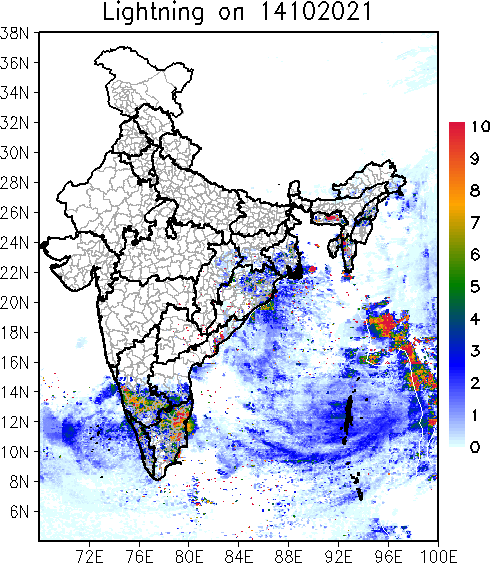 Lightning on 14102021
38N
36N
34N
32N
30N
28N
26N
24N
22N
20N
18N
16N
14N
12N
10N
8N
6N
72E 76E 80E 84E 88E 92E 96E 100E
10
9
8
7
6
5
4
3
2
1
0